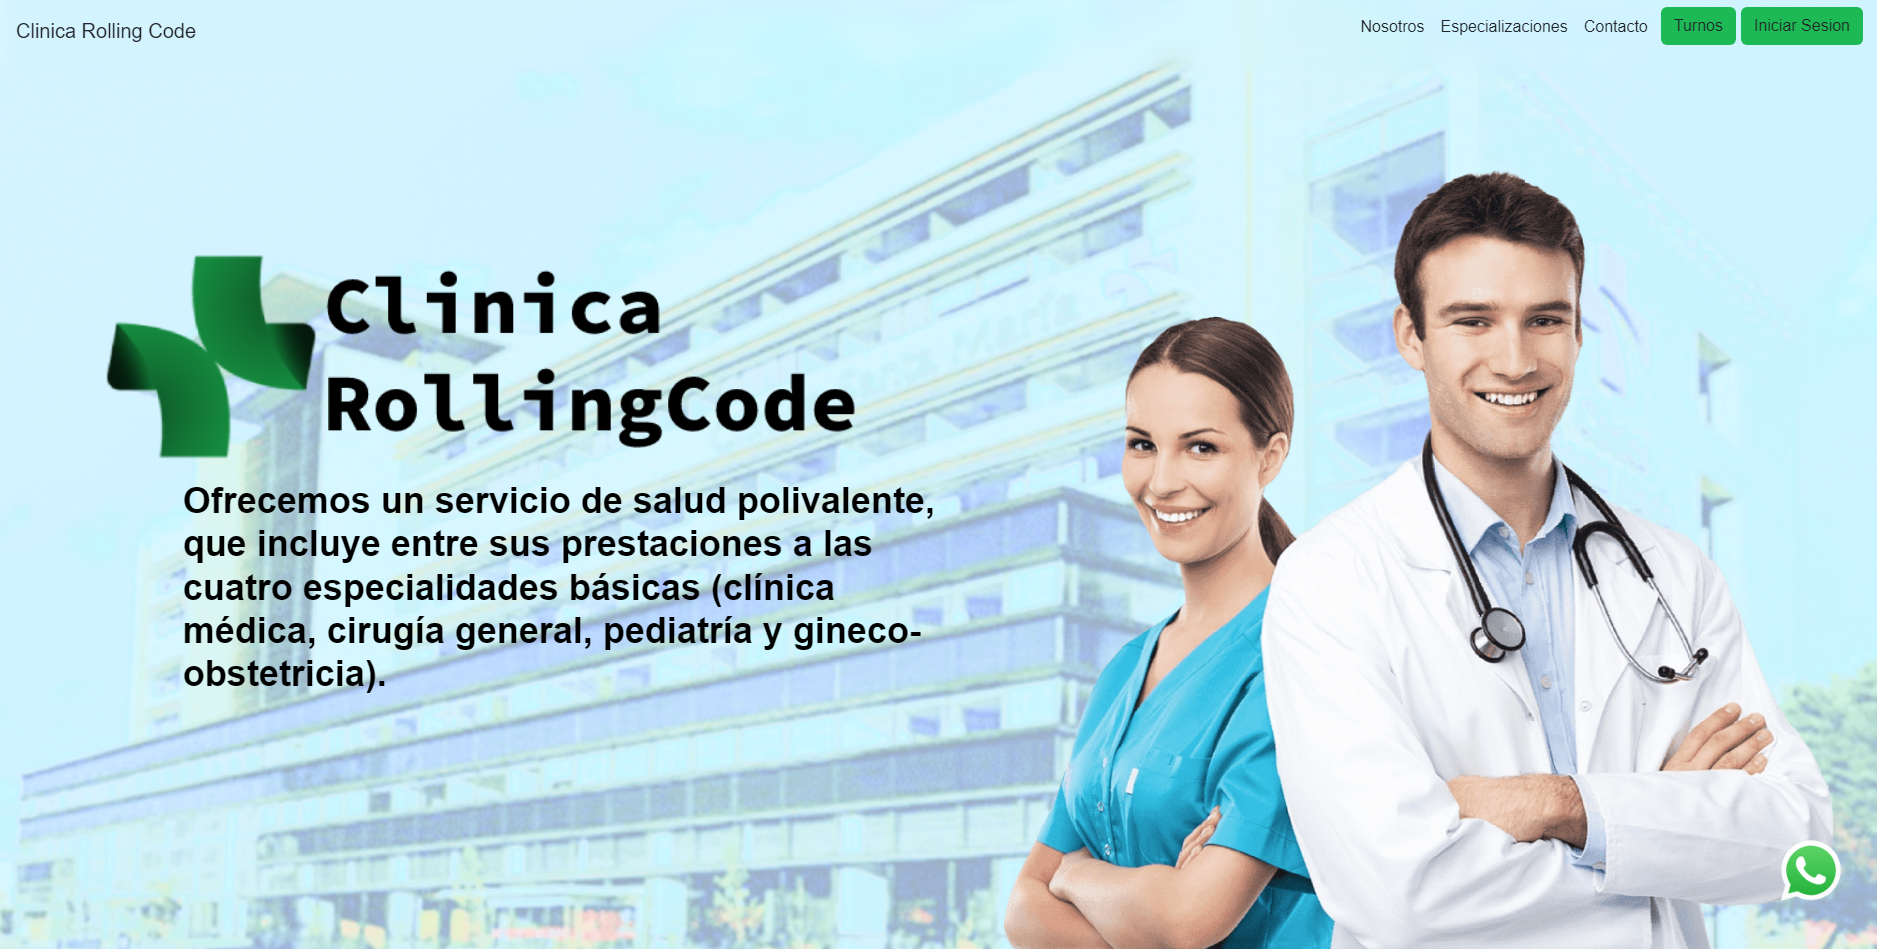 Clinica Rolling Code
Nosotros
Especializaciones
Contacto
Turnos
Iniciar Sesion
Clinica
RollingCode
Ofrecemos un servicio de salud polivalente,
que incluye entre sus prestaciones a las
cuatro especialidades básicas (clínica
médica, cirugía general, pediatría y gineco-
obstetricia).